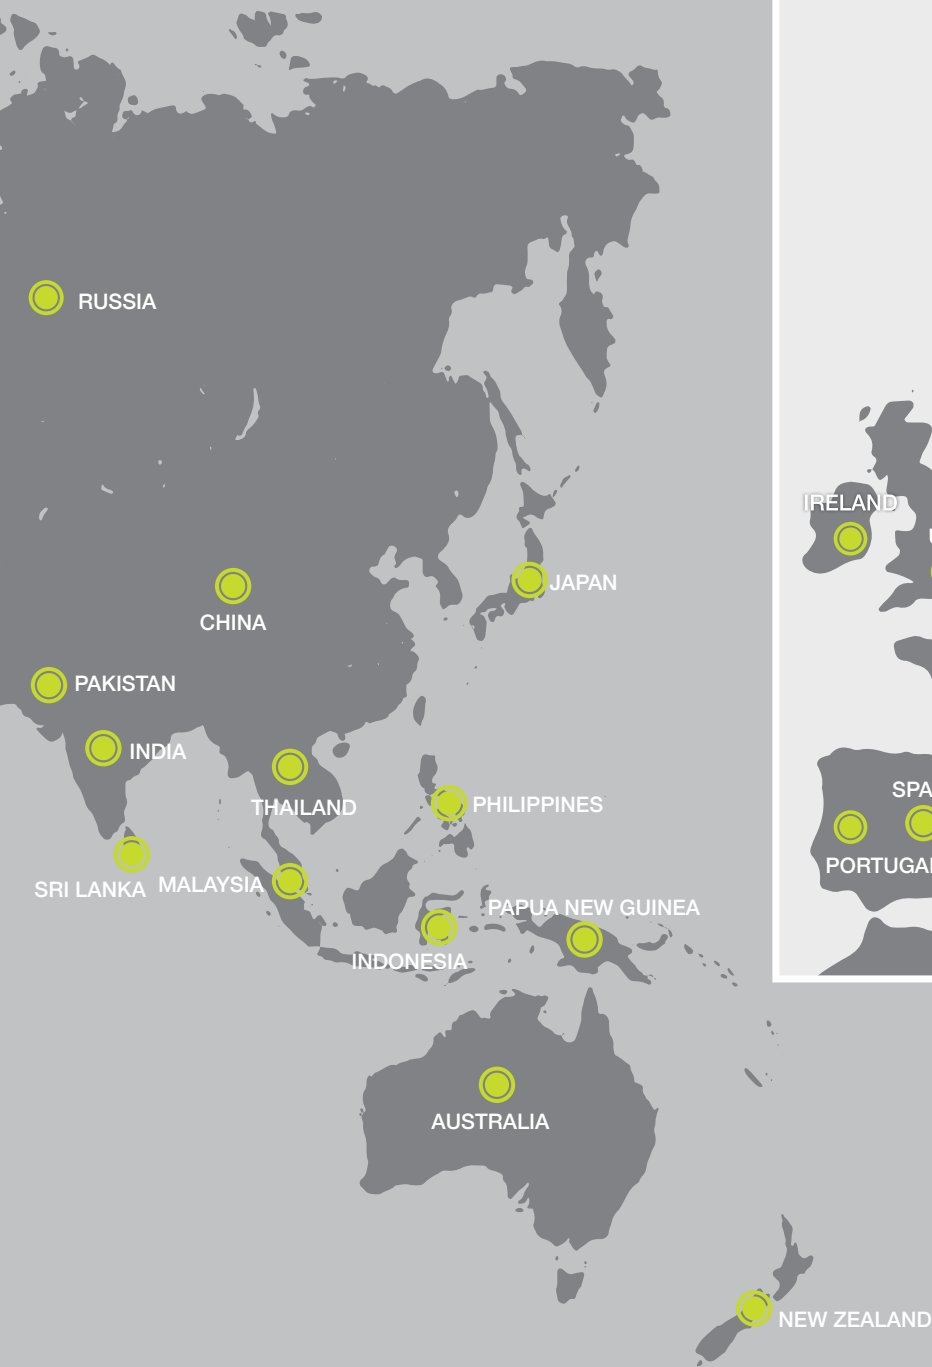 RUSSIA
IRELAND
U
JAPAN
CHINA
PAKISTAN
INDIA
SPA
THAILAND
PHILIPPINES
PORTUGAL
SRI LANKA
MALAYSIA
PAPUA NEW GUINEA
INDONESIA
AUSTRALIA
NEW ZEALAND